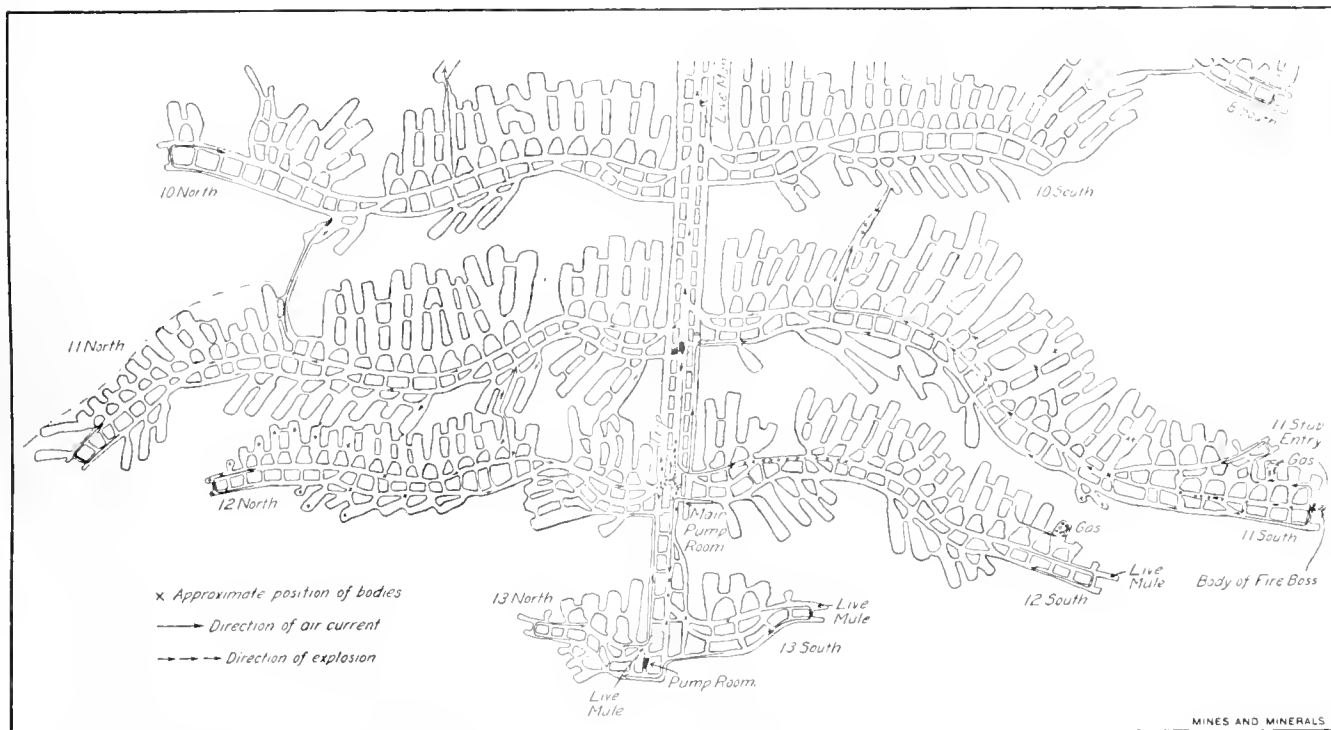 Live Man
10 North
10 South
11 North
11 Stub
Entry
Gas
12 North
Main
Pump
Room
Gas
11 South
Live
Mule
12 South
Body of Fire Boss
x Approximate position of bodies
Direction of air current
Direction of explosion
13 North
Live
Mule
13 South
Pump Room.
Live
Mule
MINES AND MINERALS